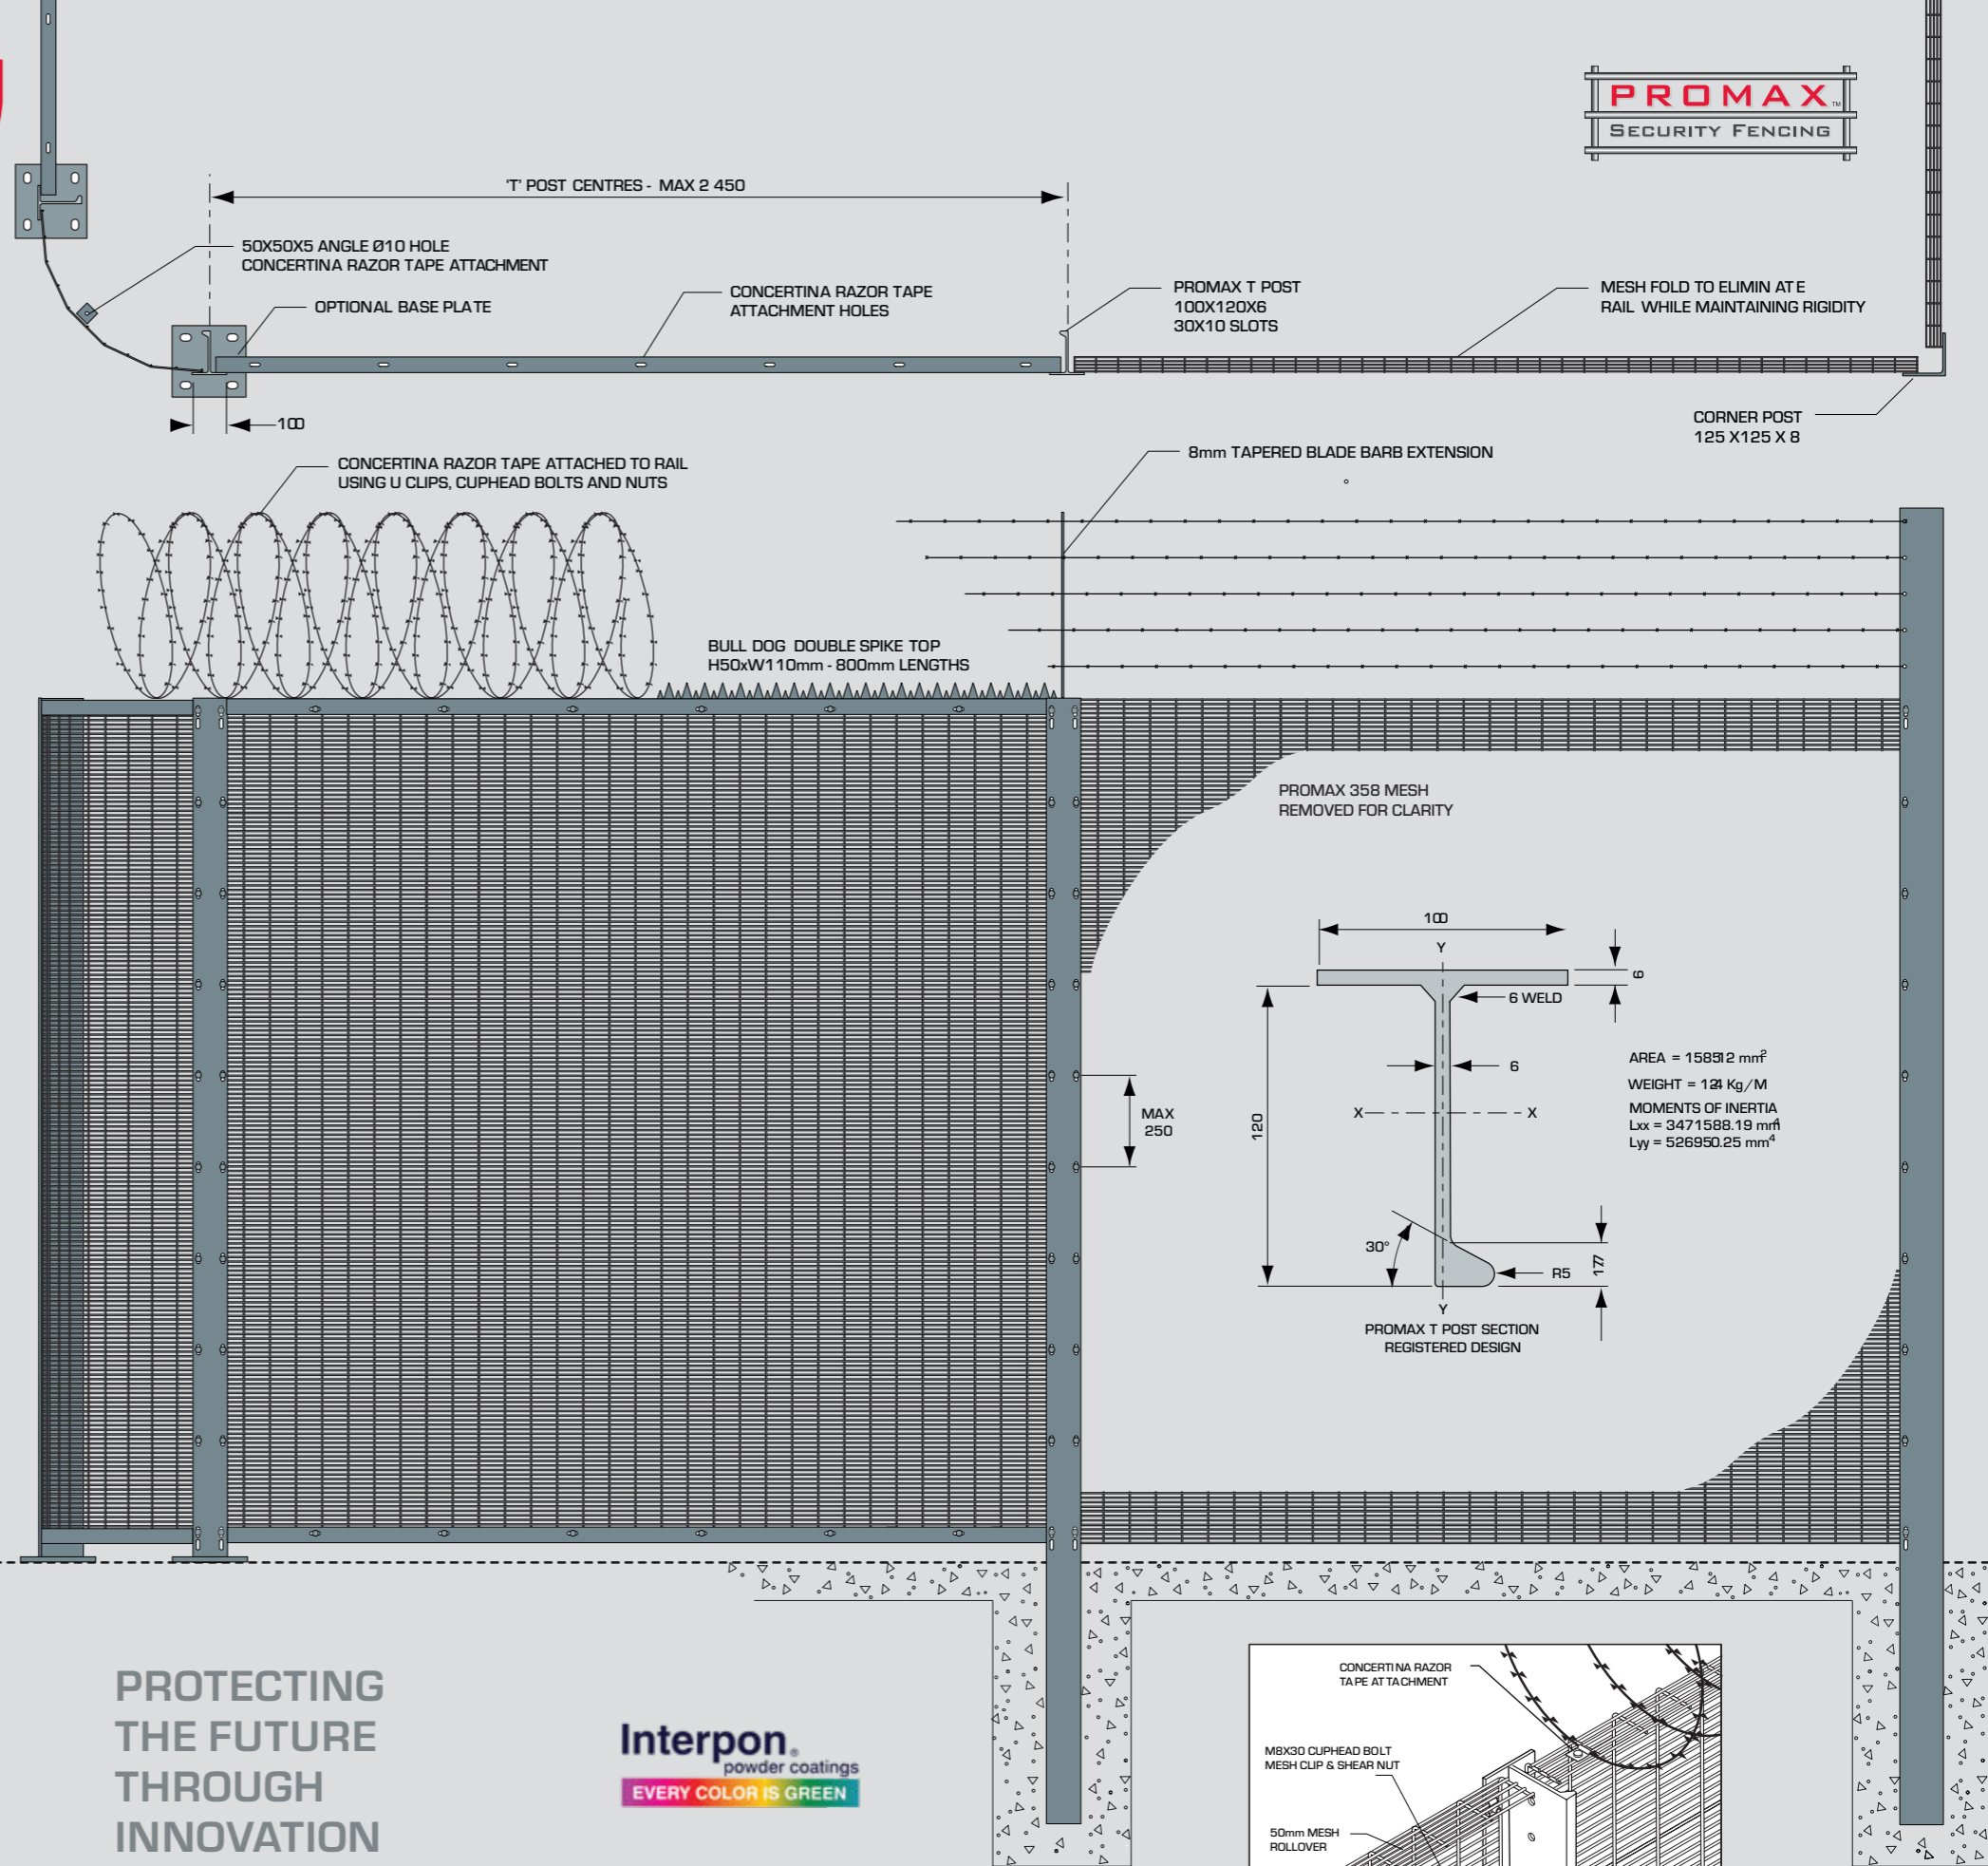 PROMAX™
SECURITY FENCING
'T' POST CENTRES - MAX 2 450
50X50X5 ANGLE Ø10 HOLE
CONCERTINA RAZOR TAPE ATTACHMENT
OPTIONAL BASE PLATE
CONCERTINA RAZOR TAPE
ATTACHMENT HOLES
PROMAX T POST
100X120X6
30X10 SLOTS
MESH FOLD TO ELIMINATE
RAIL WHILE MAINTAINING RIGIDITY
100
CORNER POST
125 X125 X 8
CONCERTINA RAZOR TAPE ATTACHED TO RAIL
USING U CLIPS, CUPHEAD BOLTS AND NUTS
8mm TAPERED BLADE BARB EXTENSION
BULL DOG DOUBLE SPIKE TOP
H50xW110mm - 800mm LENGTHS
PROMAX 358 MESH
REMOVED FOR CLARITY
100
Y
6
6 WELD
6
AREA = 1585.12 mm²
WEIGHT = 12.4 Kg/M
MOMENTS OF INERTIA
Lxx = 3471588.19 mm⁴
Lyy = 526950.25 mm⁴
X
X
120
MAX
250
30°
R5
17.7
Y
PROMAX T POST SECTION
REGISTERED DESIGN
PROTECTING
THE FUTURE
THROUGH
INNOVATION
Interpon®
powder coatings
EVERY COLOR IS GREEN
CONCERTINA RAZOR
TAPE ATTACHMENT
M8X30 CUPHEAD BOLT
MESH CLIP & SHEAR NUT
50mm MESH
ROLLOVER